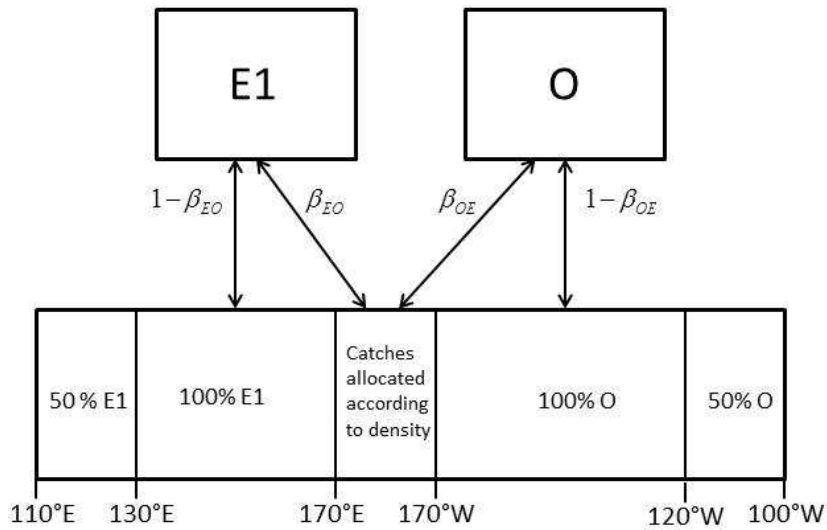 E1
O
1−β_EO
β_EO
β_OE
1−β_OE
50 % E1
100% E1
Catches
allocated
according
to density
100% O
50% O
110°E
130°E
170°E
170°W
120°W
100°W